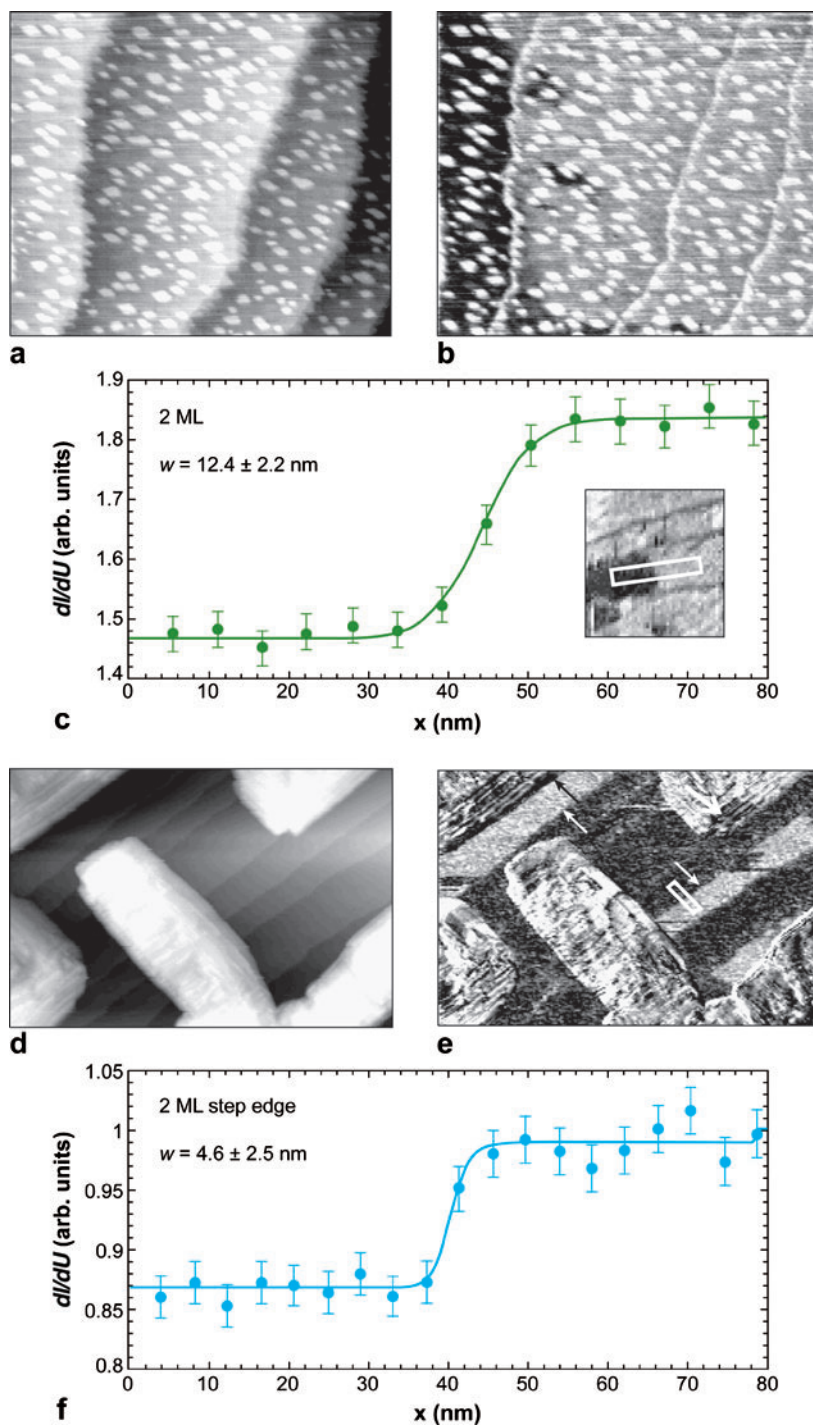 a
b
1.9
1.8
1.7
1.6
1.5
1.4
dI/dU (arb. units)
2 ML
w = 12.4 ± 2.2 nm
0 10 20 30 40 50 60 70 80
x (nm)
c
d
e
1.05
1
0.95
0.9
0.85
0.8
dI/dU (arb. units)
2 ML step edge
w = 4.6 ± 2.5 nm
0 10 20 30 40 50 60 70 80
x (nm)
f